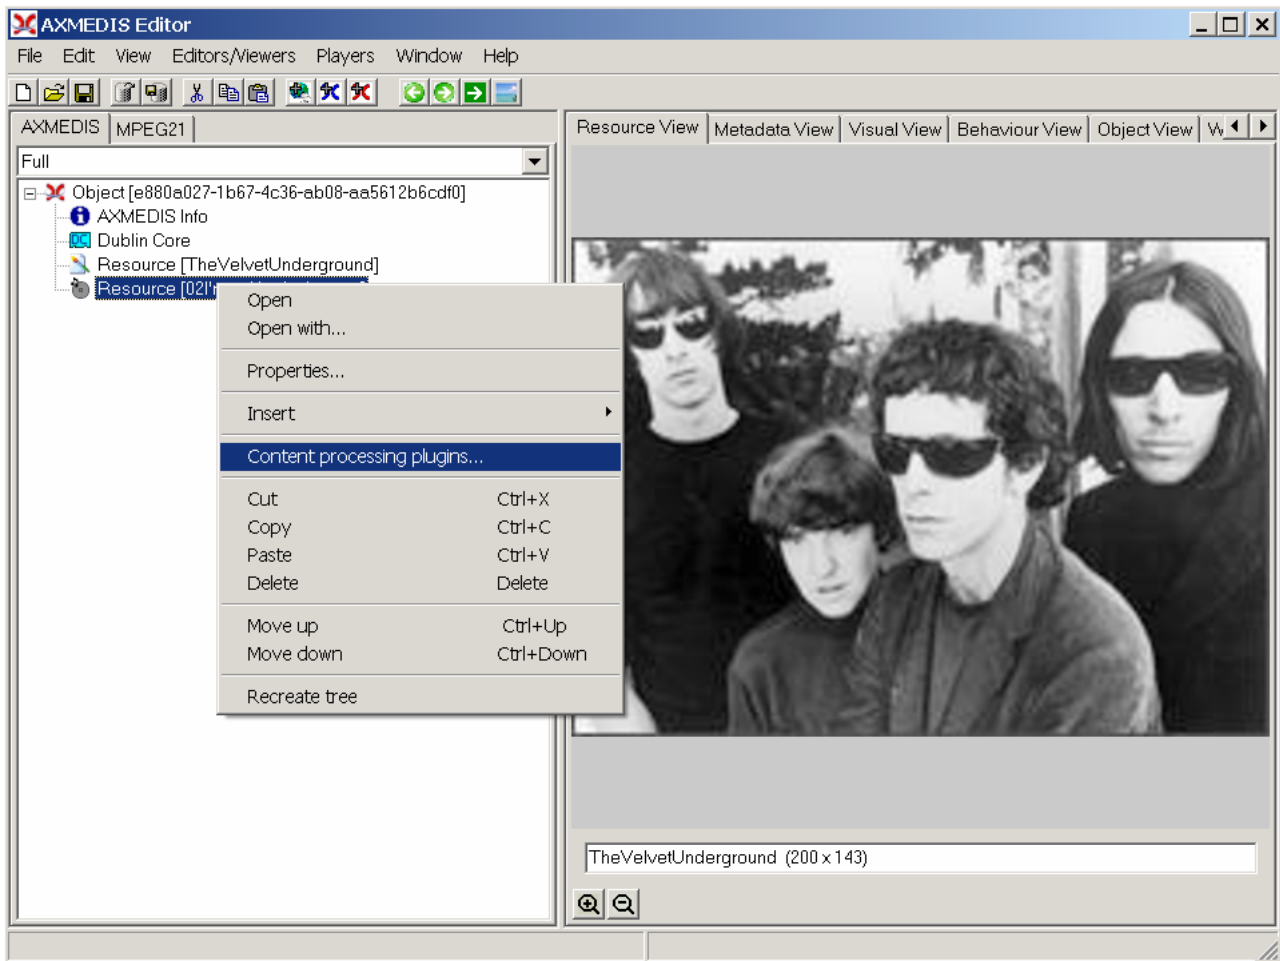 AXMEDIS Editor
File Edit View Editors/Viewers Players Window Help
AXMEDIS MPEG21
Resource View Metadata View Visual View Behaviour View Object View
Full
Object [e880a027-1b67-4c36-ab08-aa5612b6cdf0]
AXMEDIS Info
DC Dublin Core
Resource [TheVelvetUnderground]
Resource [02I'
Open
Open with...
Properties...
Insert
Content processing plugins...
Cut Ctrl+X
Copy Ctrl+C
Paste Ctrl+V
Delete Delete
Move up Ctrl+Up
Move down Ctrl+Down
Recreate tree
TheVelvetUnderground (200 x 143)